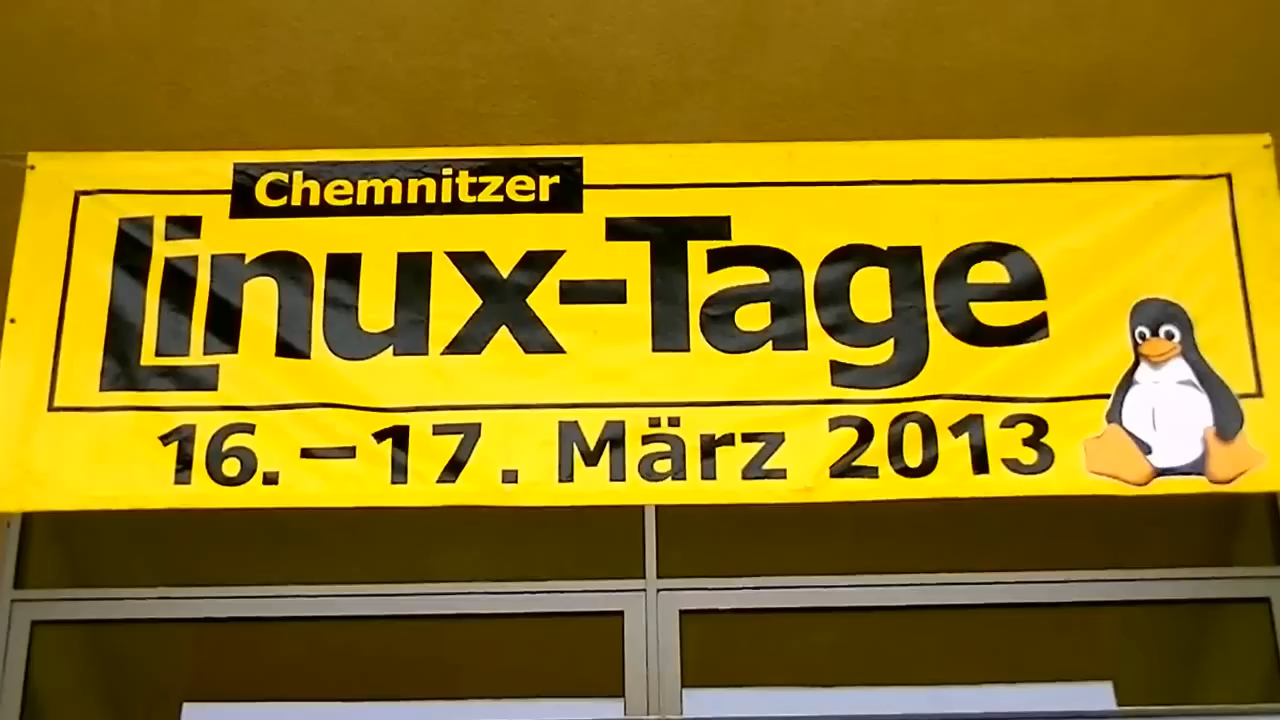 Chemnitzer
Linux-Tage
16. – 17. März 2013